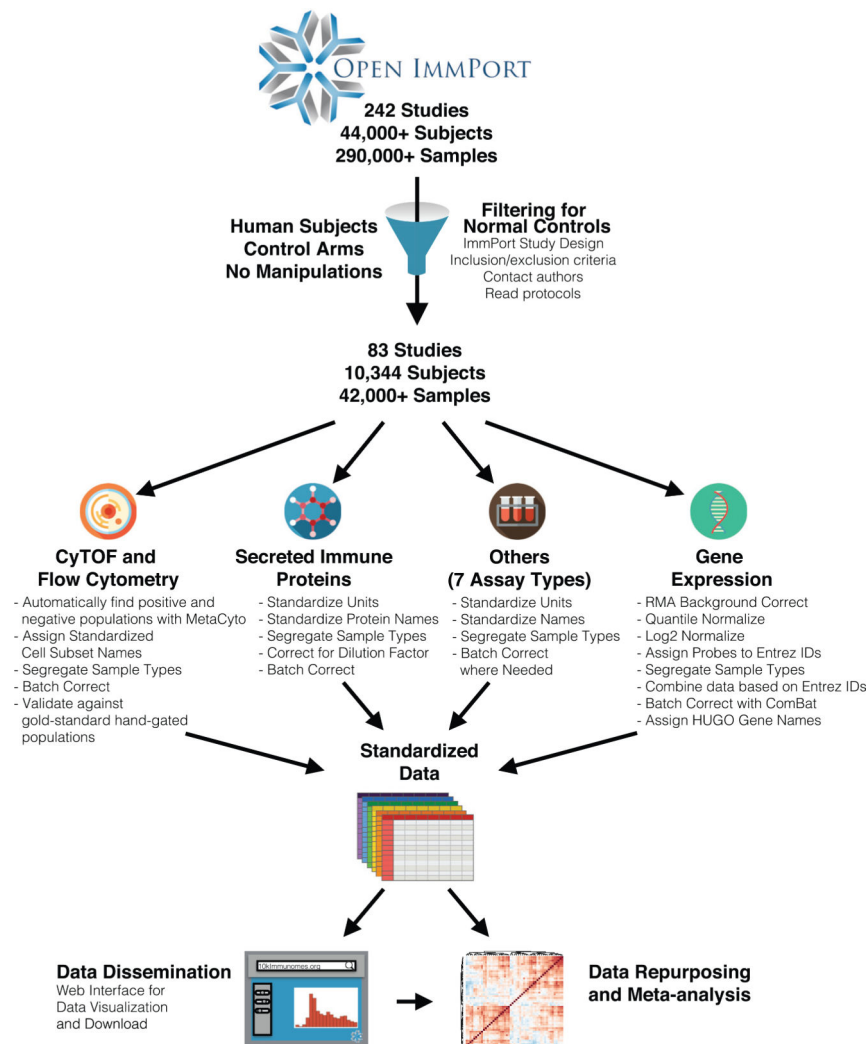 OPEN IMMPORT
242 Studies
44,000+ Subjects
290,000+ Samples
Human Subjects
Control Arms
No Manipulations
Filtering for
Normal Controls
ImmPort Study Design
Inclusion/exclusion criteria
Contact authors
Read protocols
83 Studies
10,344 Subjects
42,000+ Samples
CyTOF and
Flow Cytometry
- Automatically find positive and
negative populations with MetaCyto
- Assign Standardized
Cell Subset Names
- Segregate Sample Types
- Batch Correct
- Validate against
gold-standard hand-gated
populations
Secreted Immune
Proteins
- Standardize Units
- Standardize Protein Names
- Segregate Sample Types
- Correct for Dilution Factor
- Batch Correct
Others
(7 Assay Types)
- Standardize Units
- Standardize Names
- Segregate Sample Types
- Batch Correct
where Needed
Gene
Expression
- RMA Background Correct
- Quantile Normalize
- Log2 Normalize
- Assign Probes to Entrez IDs
- Segregate Sample Types
- Combine data based on Entrez IDs
- Batch Correct with ComBat
- Assign HUGO Gene Names
Standardized
Data
Data Dissemination
Web Interface for
Data Visualization
and Download
10kImmunomes.org
Data Repurposing
and Meta-analysis